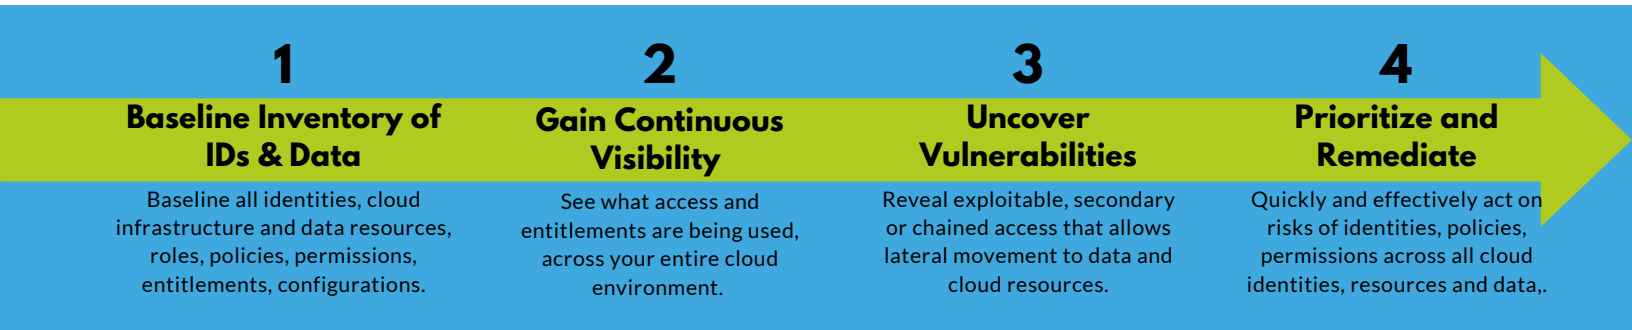 1
Baseline Inventory of
IDs & Data
Baseline all identities, cloud
infrastructure and data resources,
roles, policies, permissions,
entitlements, configurations.
2
Gain Continuous
Visibility
See what access and
entitlements are being used,
across your entire cloud
environment.
3
Uncover
Vulnerabilities
Reveal exploitable, secondary
or chained access that allows
lateral movement to data and
cloud resources.
4
Prioritize and
Remediate
Quickly and effectively act on
risks of identities, policies,
permissions across all cloud
identities, resources and data,.